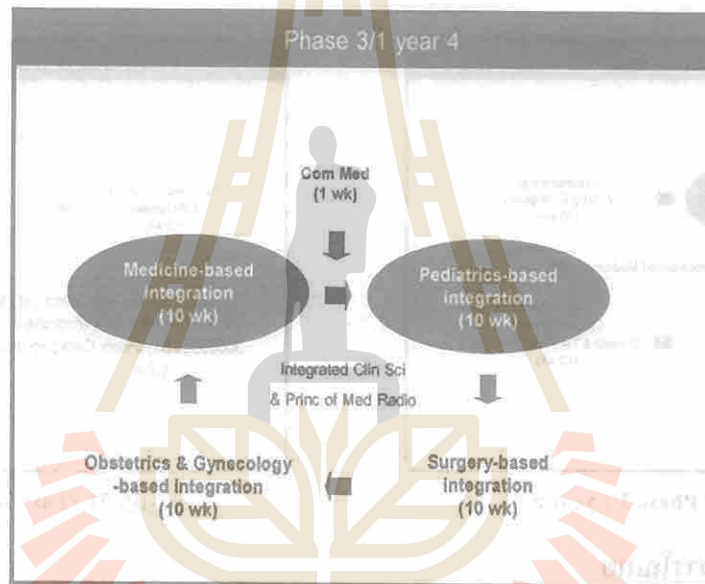 Phase 3/1 year 4
Com Med
(1 wk)
Medicine-based
integration
(10 wk)
Pediatrics-based
integration
(10 wk)
Integrated Clin Sci
& Princ of Med Radio
Obstetrics & Gynecology
-based integration
(10 wk)
Surgery-based
integration
(10 wk)